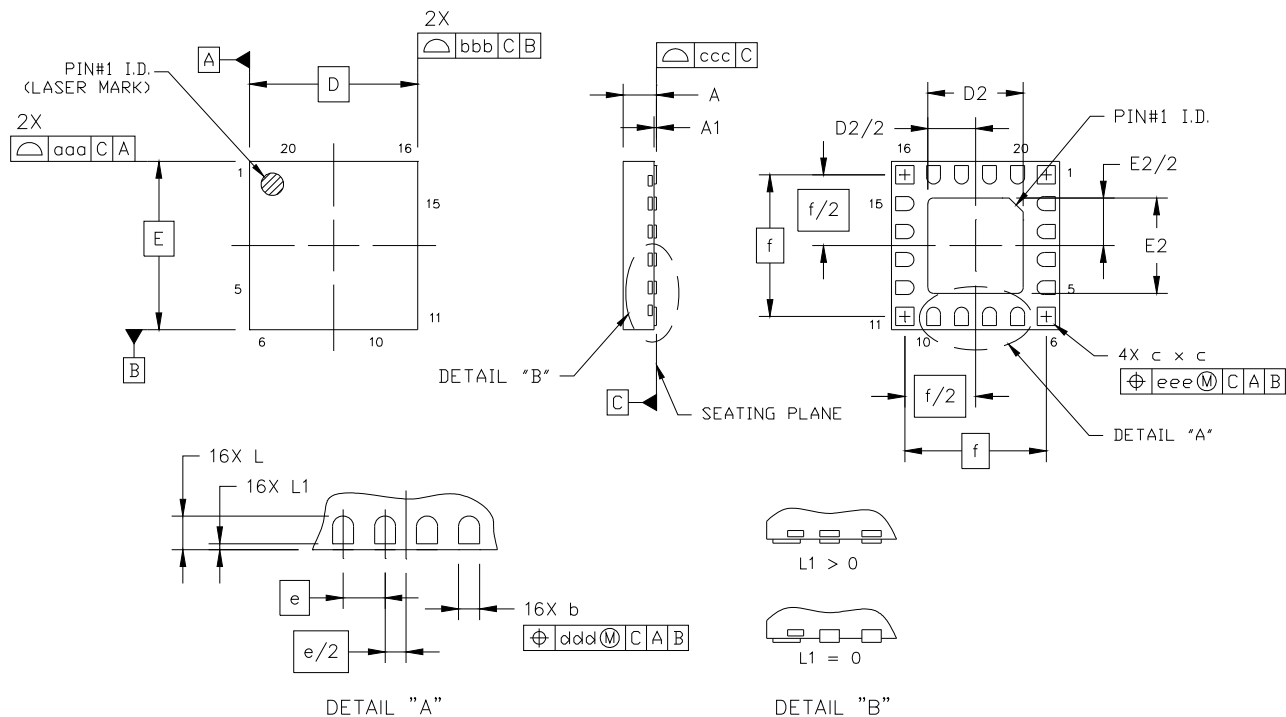 2X
bbb C B
A
PIN#1 I.D.
(LASER MARK)
D
2X
aaa C A
20
16
1
15
E
5
11
6
10
B
ccc C
A
A1
DETAIL "B"
C
SEATING PLANE
D2
D2/2
PIN#1 I.D.
16
20
1
E2/2
f/2
15
f
E2
5
11
10
6
4X c x c
eee Ⓜ C A B
f/2
DETAIL "A"
f
16X L
16X L1
e
e/2
16X b
ddd Ⓜ C A B
DETAIL "A"
L1 > 0
L1 = 0
DETAIL "B"